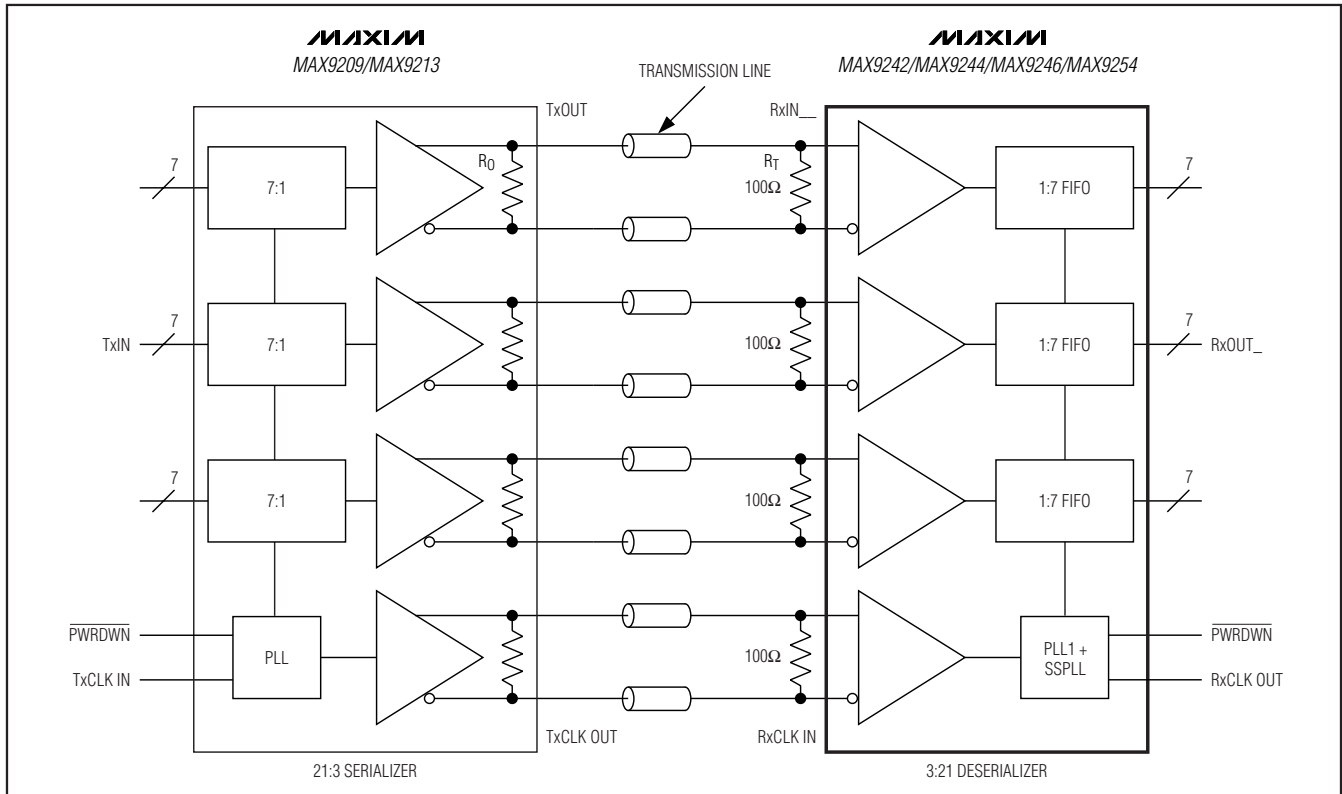 MAXIM
MAX9209/MAX9213
MAXIM
MAX9242/MAX9244/MAX9246/MAX9254
TRANSMISSION LINE
TxOUT
RxIN__
7
7:1
RO
RT
100Ω
1:7 FIFO
7
TxIN
7
7:1
100Ω
1:7 FIFO
7
RxOUT_
7
7:1
100Ω
1:7 FIFO
7
PWRDWN
TxCLK IN
PLL
100Ω
PLL1 +
SSPLL
PWRDWN
RxCLK OUT
TxCLK OUT
RxCLK IN
21:3 SERIALIZER
3:21 DESERIALIZER